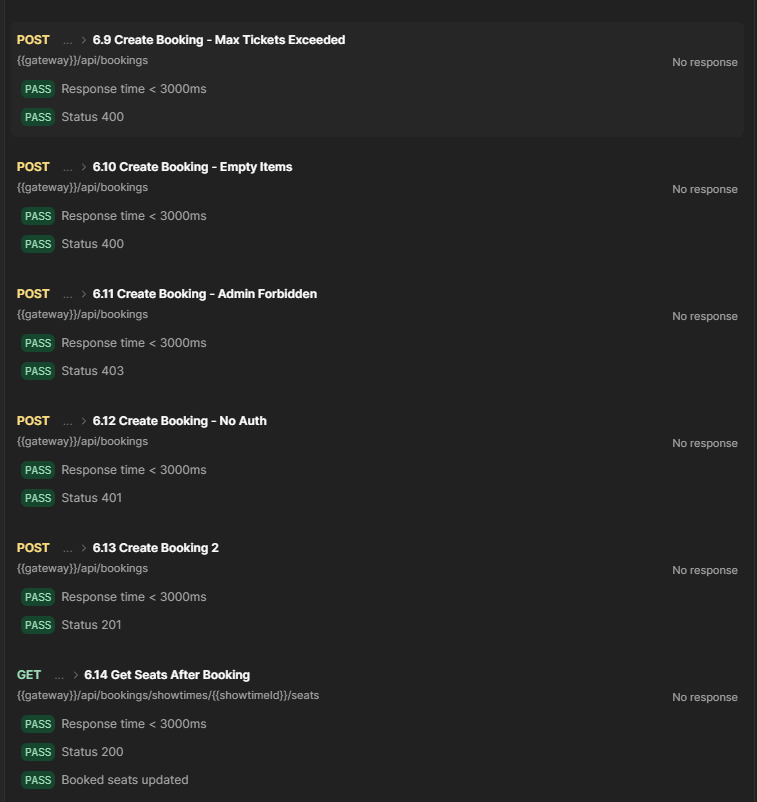 POST ... > 6.9 Create Booking - Max Tickets Exceeded
{{gateway}}/api/bookings
No response
PASS Response time < 3000ms
PASS Status 400
POST ... > 6.10 Create Booking - Empty Items
{{gateway}}/api/bookings
No response
PASS Response time < 3000ms
PASS Status 400
POST ... > 6.11 Create Booking - Admin Forbidden
{{gateway}}/api/bookings
No response
PASS Response time < 3000ms
PASS Status 403
POST ... > 6.12 Create Booking - No Auth
{{gateway}}/api/bookings
No response
PASS Response time < 3000ms
PASS Status 401
POST ... > 6.13 Create Booking 2
{{gateway}}/api/bookings
No response
PASS Response time < 3000ms
PASS Status 201
GET ... > 6.14 Get Seats After Booking
{{gateway}}/api/bookings/showtimes/{{showtimeId}}/seats
No response
PASS Response time < 3000ms
PASS Status 200
PASS Booked seats updated